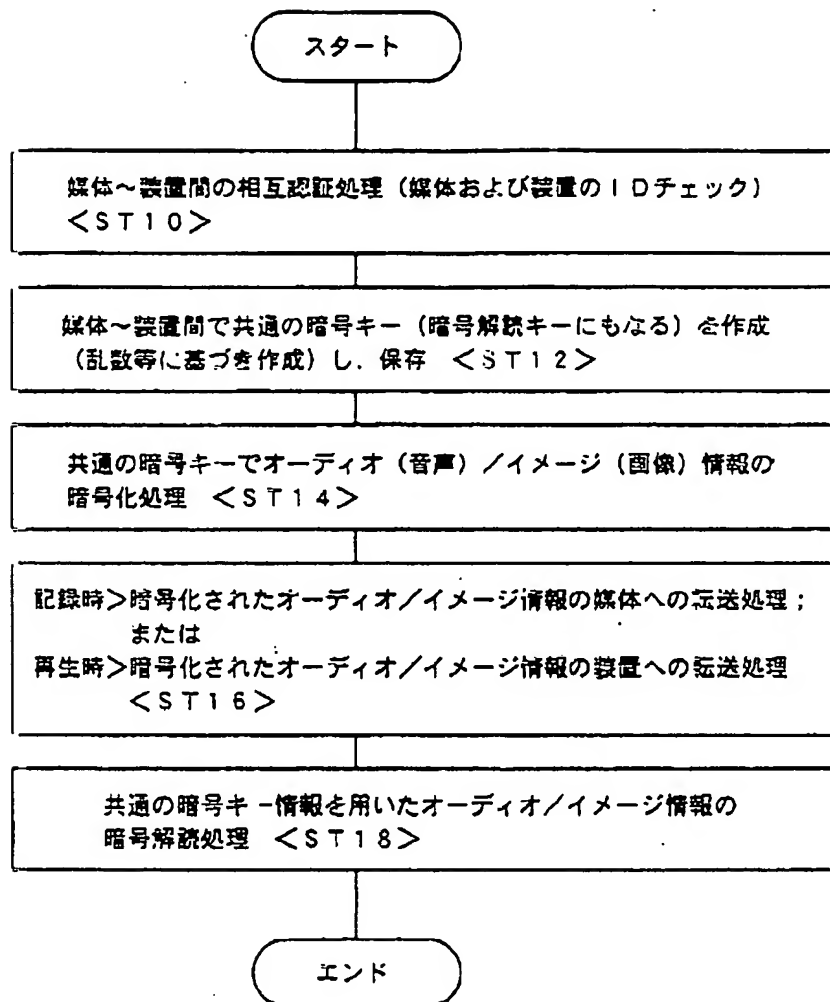 スタート
媒体～装置間の相互認証処理（媒体および装置のＩＤチェック）
＜ＳＴ１０＞
媒体～装置間で共通の暗号キー（暗号解読キーにもなる）を作成
（乱数等に基づき作成）し，保存　＜ＳＴ１２＞
共通の暗号キーでオーディオ（音声）／イメージ（画像）情報の
暗号化処理　＜ＳＴ１４＞
記録時＞暗号化されたオーディオ／イメージ情報の媒体への転送処理；
または
再生時＞暗号化されたオーディオ／イメージ情報の装置への転送処理
＜ＳＴ１６＞
共通の暗号キー情報を用いたオーディオ／イメージ情報の
暗号解読処理　＜ＳＴ１８＞
エンド